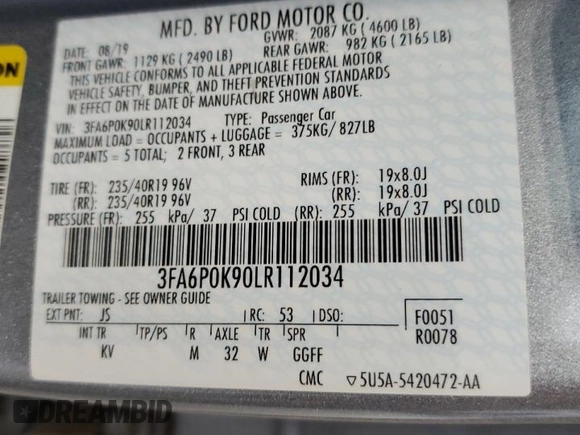 MFD. BY FORD MOTOR CO.
DATE: 08/19 GVWR: 2087 KG ( 4600 LB)
FRONT GAWR: 1129 KG ( 2490 LB) REAR GAWR: 982 KG ( 2165 LB)
THIS VEHICLE CONFORMS TO ALL APPLICABLE FEDERAL MOTOR
VEHICLE SAFETY, BUMPER, AND THEFT PREVENTION STANDARDS
IN EFFECT ON THE DATE OF MANUFACTURE SHOWN ABOVE.
VIN: 3FA6P0K90LR112034 TYPE: Passenger Car
MAXIMUM LOAD = OCCUPANTS + LUGGAGE = 375KG/ 827LB
OCCUPANTS = 5 TOTAL; 2 FRONT, 3 REAR
TIRE (FR): 235/40R19 96V RIMS (FR): 19x8.0J
(RR): 235/40R19 96V (RR): 19x8.0J
PRESSURE (FR): 255 kPa/ 37 PSI COLD (RR): 255 kPa/ 37 PSI COLD
3FA6P0K90LR112034
TRAILER TOWING - SEE OWNER GUIDE
EXT PNT: JS RC: 53 DSO: F0051
INT TR TP/PS R AXLE TR SPR R0078
KV M 32 W GGFF
CMC ▽5U5A-5420472-AA
DREAMBID